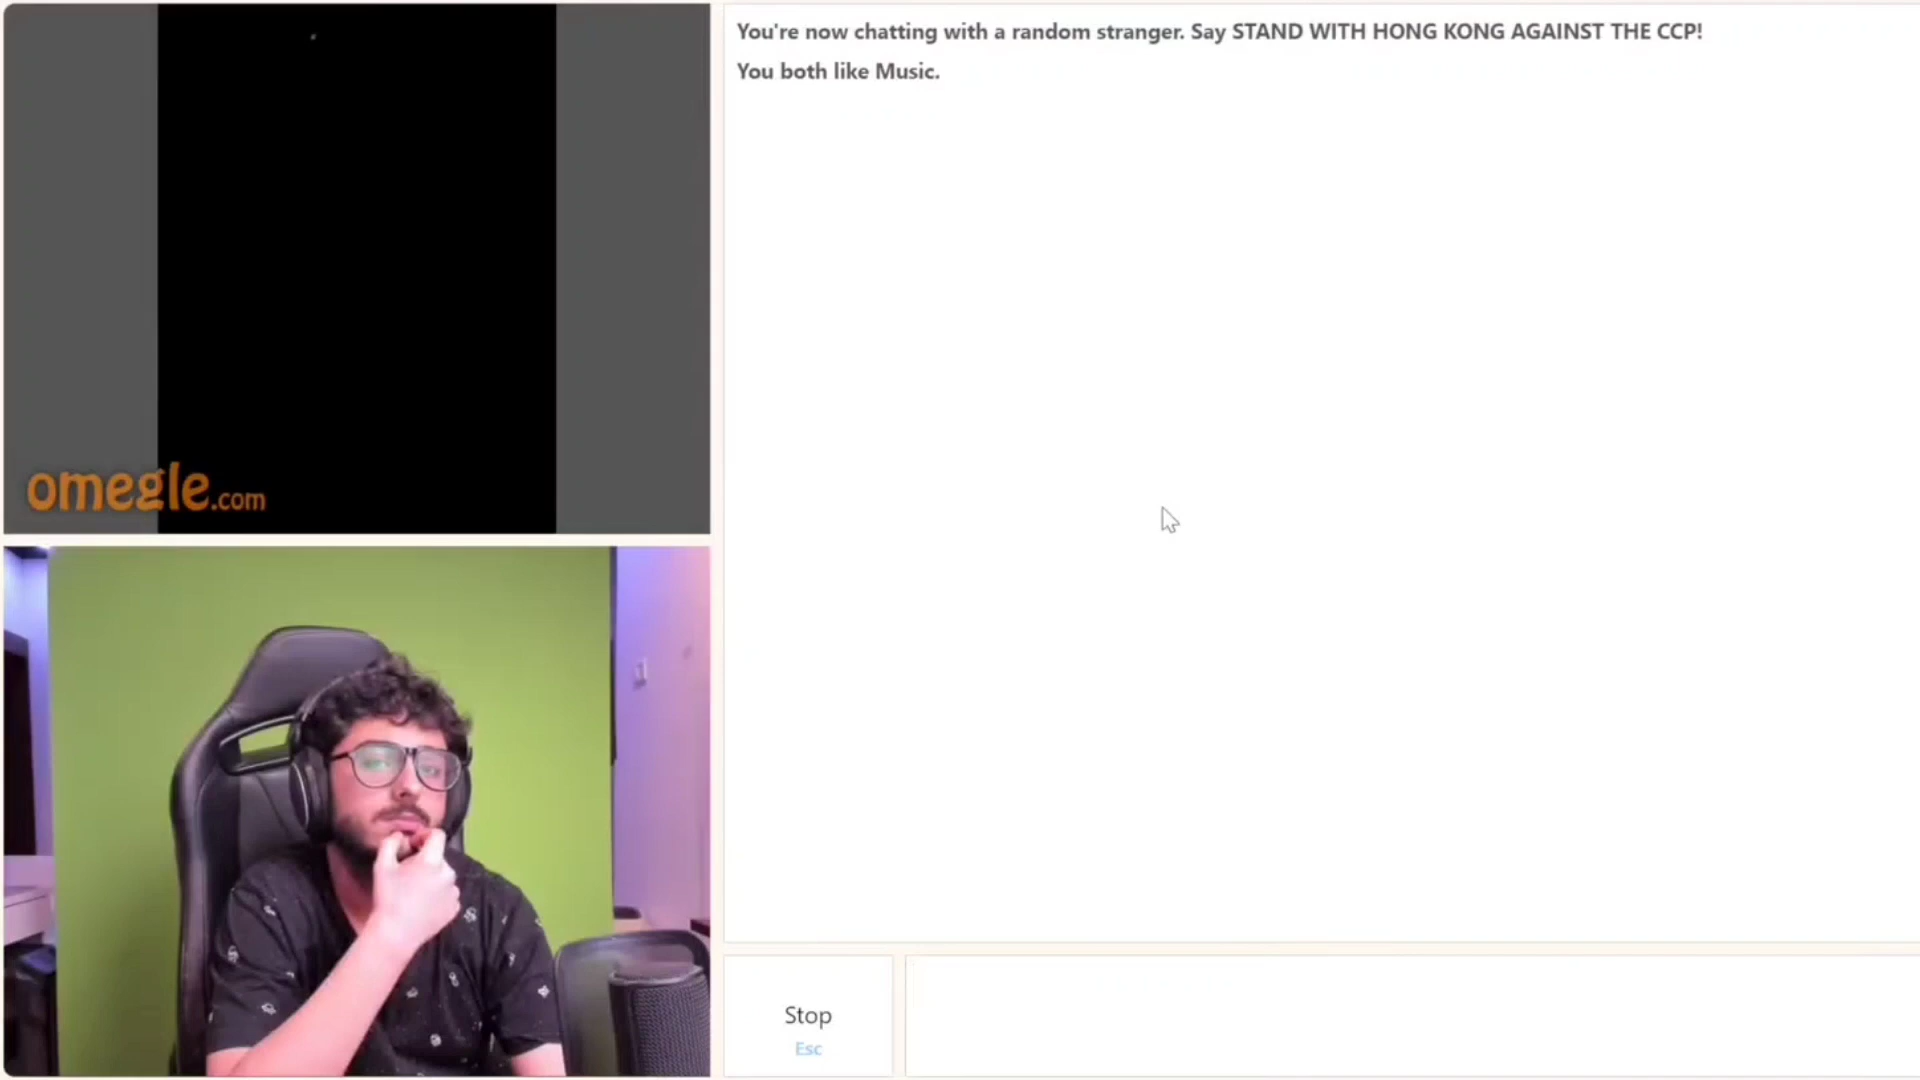 You're now chatting with a random stranger. Say STAND WITH HONG KONG AGAINST THE CCP!
You both like Music.
omegle.com
Stop
Esc